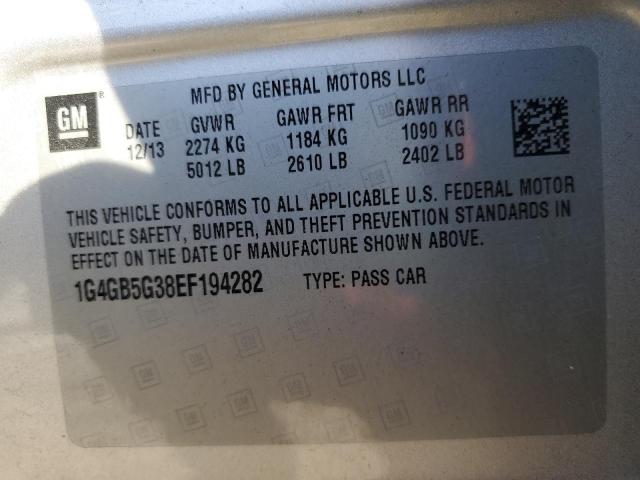 GM ®
MFD BY GENERAL MOTORS LLC
DATE GVWR GAWR FRT GAWR RR
12/13 2274 KG 1184 KG 1090 KG
5012 LB 2610 LB 2402 LB
THIS VEHICLE CONFORMS TO ALL APPLICABLE U.S. FEDERAL MOTOR
VEHICLE SAFETY, BUMPER, AND THEFT PREVENTION STANDARDS IN
EFFECT ON THE DATE OF MANUFACTURE SHOWN ABOVE.
1G4GB5G38EF194282 TYPE: PASS CAR